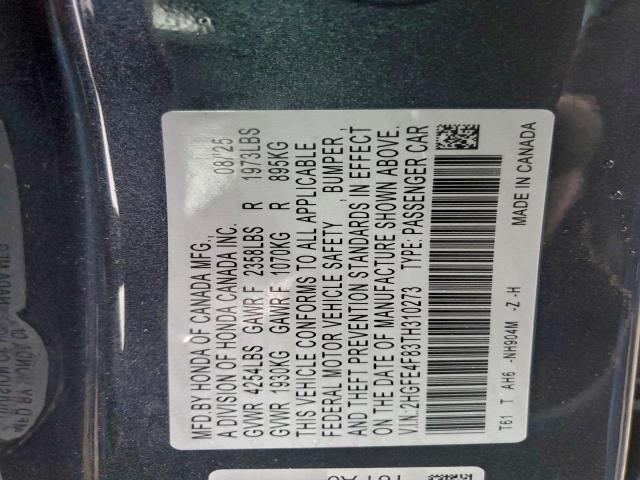 MFD.BY HONDA OF CANADA MFG., 08/25
A DIVISION OF HONDA CANADA INC.
GVWR 4254LBS GAWR F 2358LBS R 1973LBS
GVWR 1930KG GAWR F 1070KG R 895KG
THIS VEHICLE CONFORMS TO ALL APPLICABLE
FEDERAL MOTOR VEHICLE SAFETY , BUMPER ,
AND THEFT PREVENTION STANDARDS IN EFFECT
ON THE DATE OF MANUFACTURE SHOWN ABOVE.
V.I.N:2HGFE4F83TH310273 TYPE: PASSENGER CAR
T61 T AH6 -NH904M -Z -H MADE IN CANADA